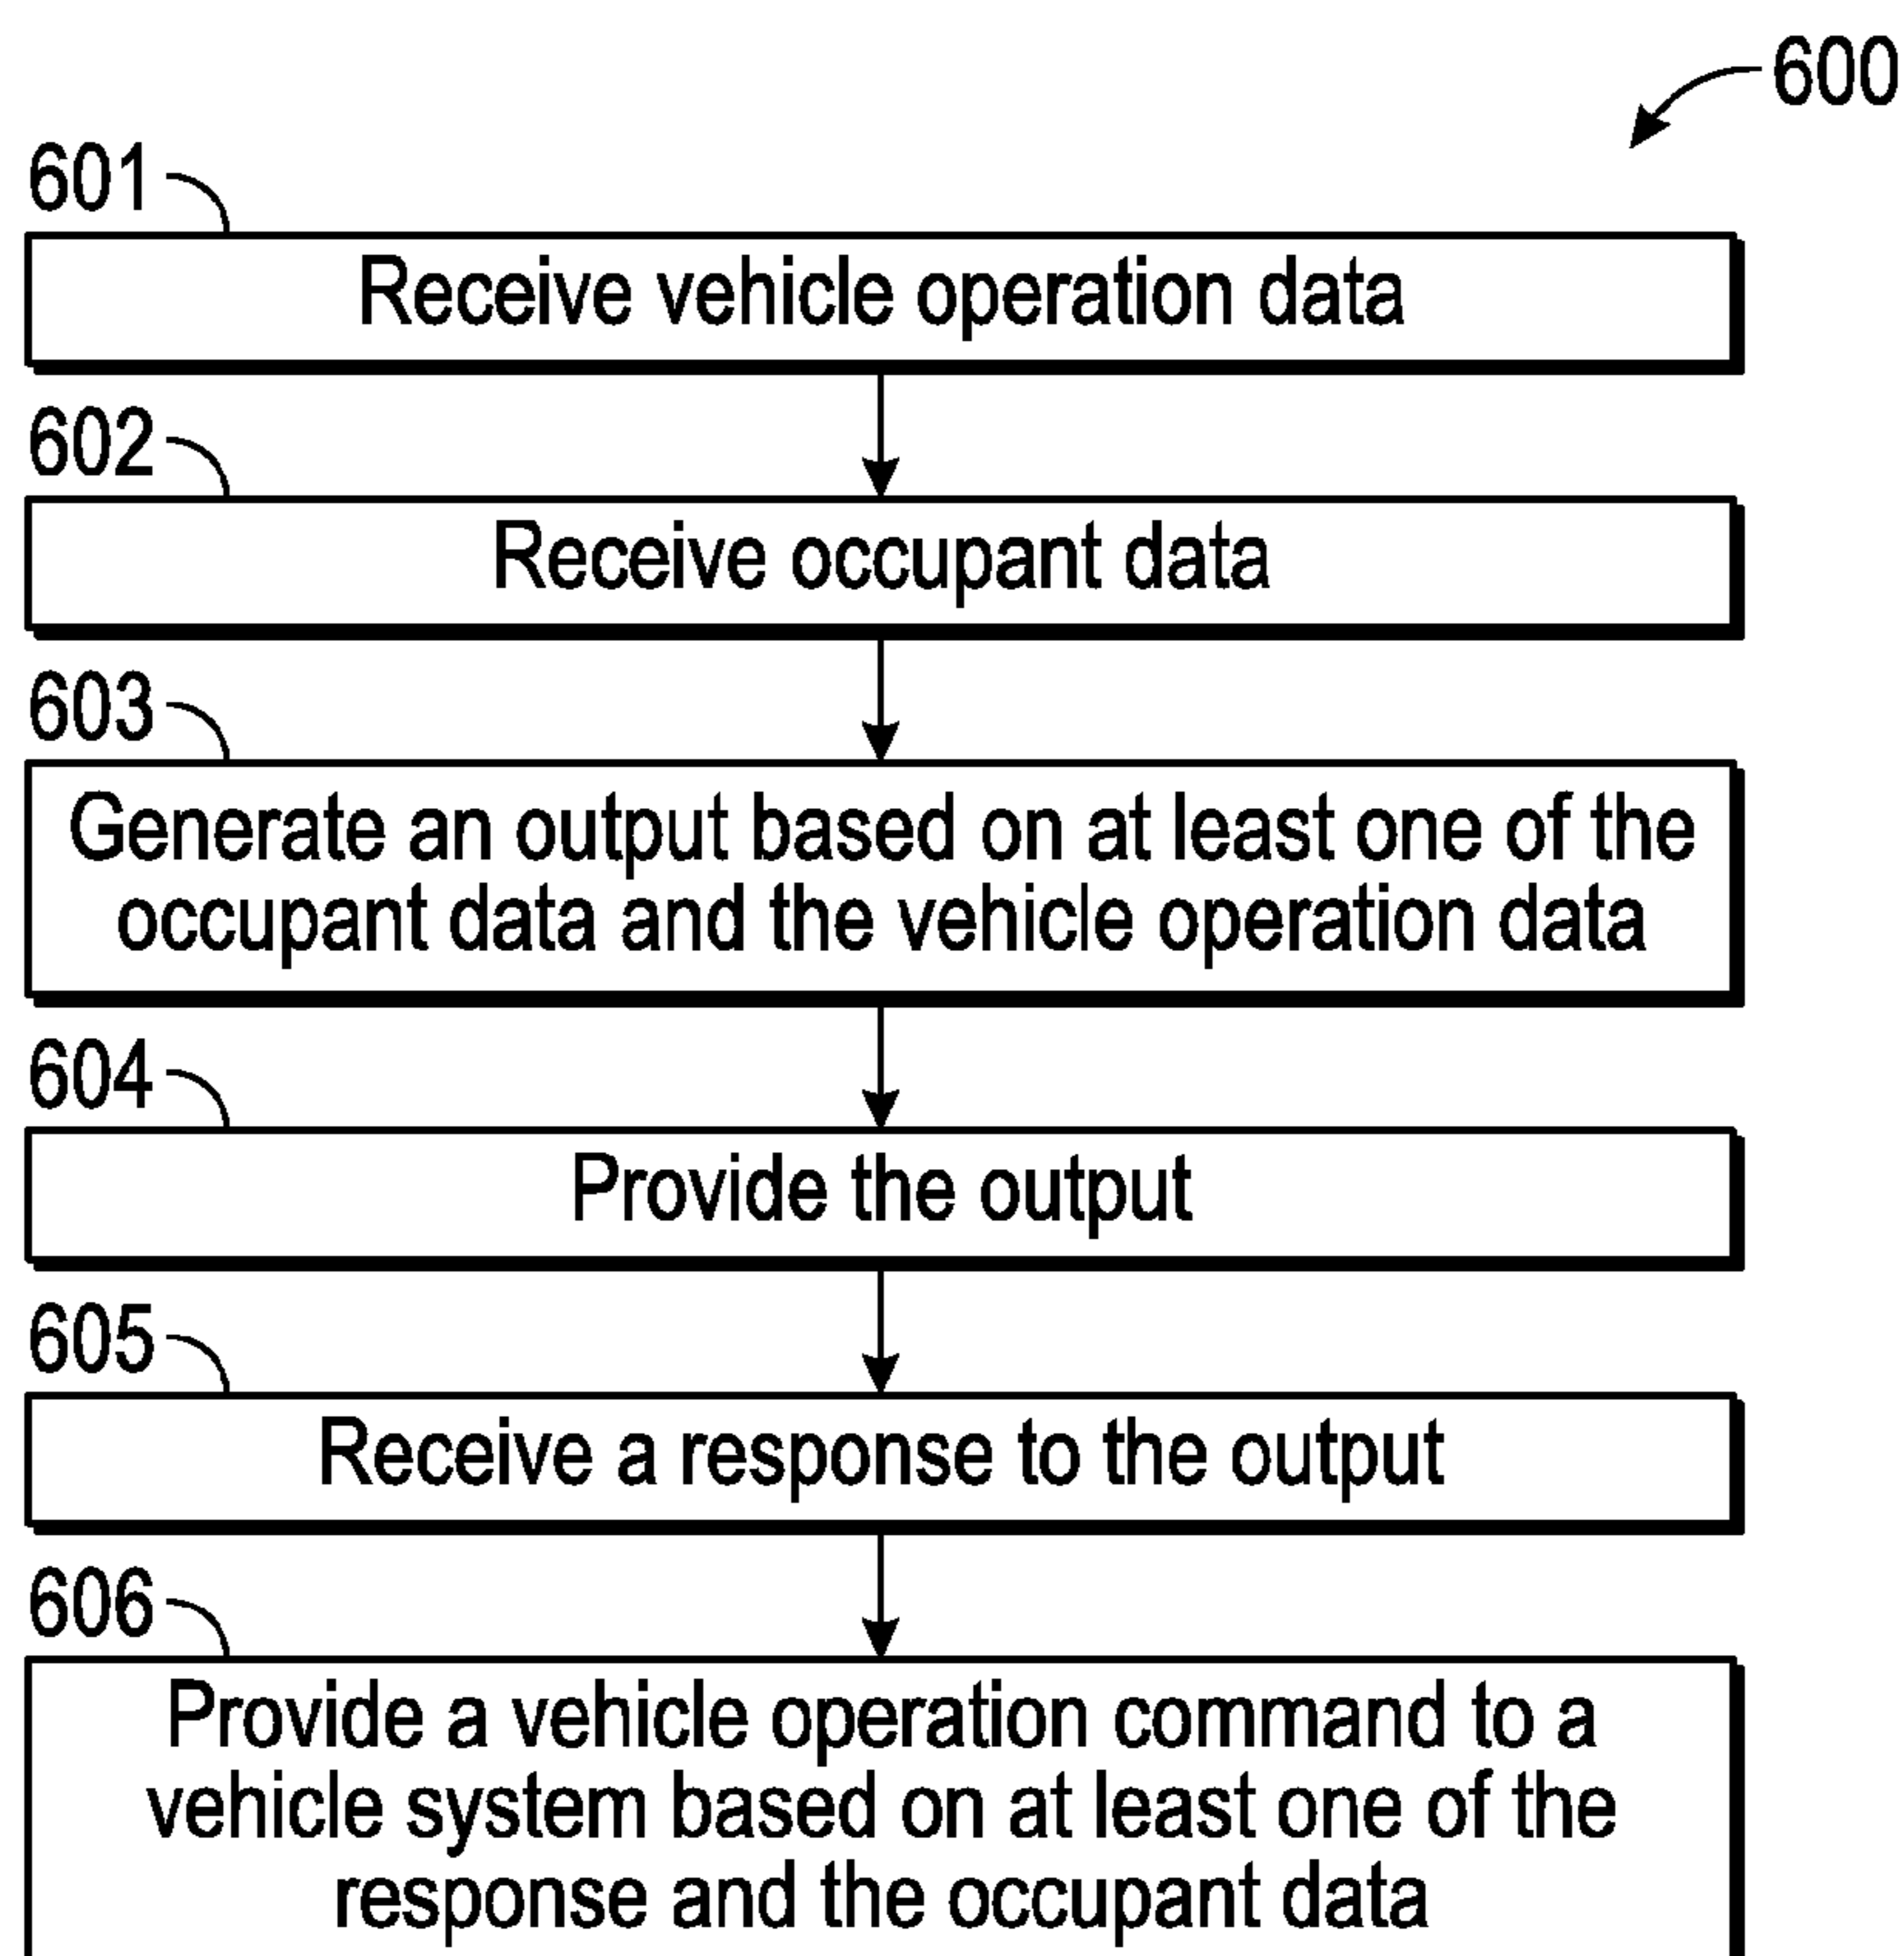 600
601
Receive vehicle operation data
602
Receive occupant data
603
Generate an output based on at least one of the
occupant data and the vehicle operation data
604
Provide the output
605
Receive a response to the output
606
Provide a vehicle operation command to a
vehicle system based on at least one of the
response and the occupant data